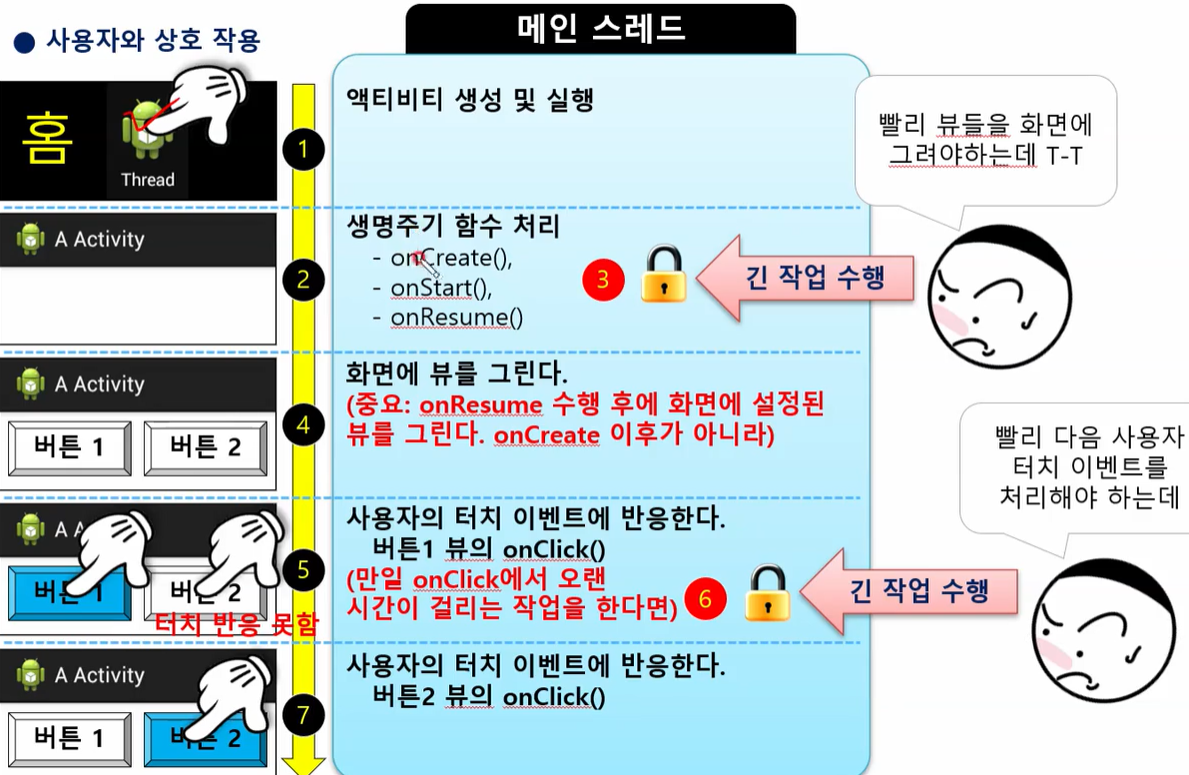 메인 스레드
● 사용자와 상호 작용
홈
Thread
1
액티비티 생성 및 실행
빨리 뷰들을 화면에
그려야하는데 T-T
A Activity
2
생명주기 함수 처리
- onCreate(),
- onStart(),
- onResume()
3
긴 작업 수행
A Activity
버튼 1
버튼 2
4
화면에 뷰를 그린다.
(중요: onResume 수행 후에 화면에 설정된
뷰를 그린다. onCreate 이후가 아니라)
빨리 다음 사용자
터치 이벤트를
처리해야 하는데
A A
버튼 1
버튼 2
터치 반응 못함
5
사용자의 터치 이벤트에 반응한다.
버튼1 뷰의 onClick()
(만일 onClick에서 오랜
시간이 걸리는 작업을 한다면)
6
긴 작업 수행
A Activity
버튼 1
버튼 2
7
사용자의 터치 이벤트에 반응한다.
버튼2 뷰의 onClick()